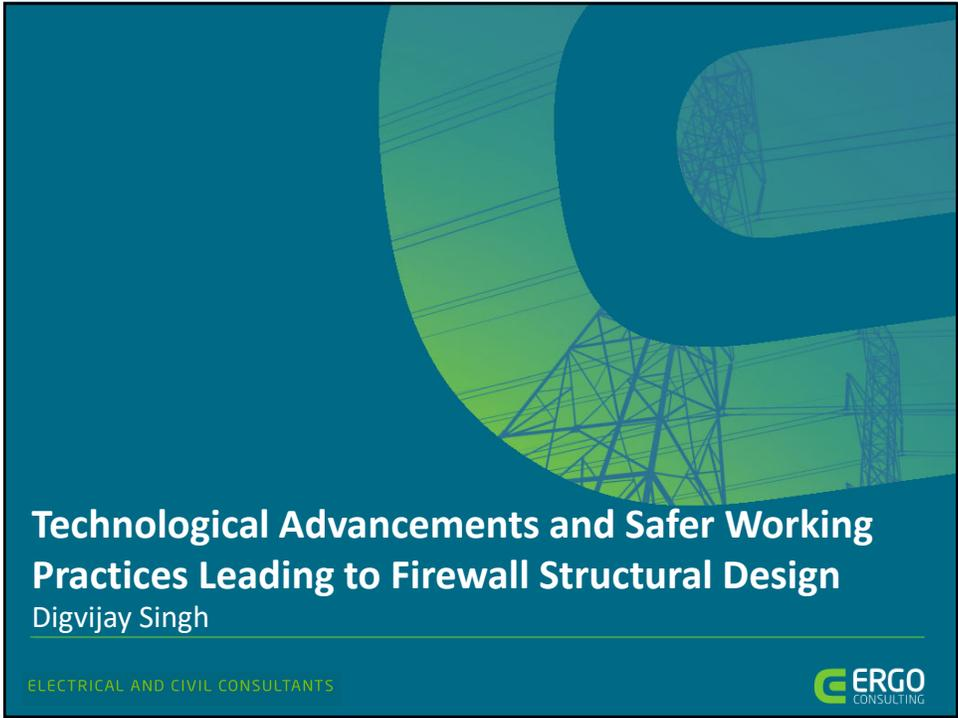 Technological Advancements and Safer Working
Practices Leading to Firewall Structural Design
Digvijay Singh
ELECTRICAL AND CIVIL CONSULTANTS
ERGO
CONSULTING